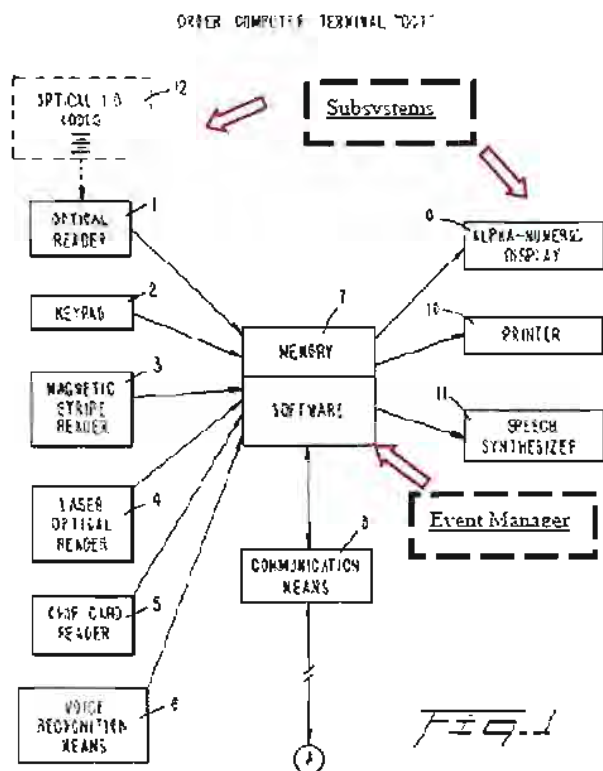 ORDER COMPUTER TERMINAL "OCT"
12
OPTICAL I.D
CODES
Subsystems
1
OPTICAL
READER
2
KEYPAD
3
MAGNETIC
STRIPE
READER
4
LASER
OPTICAL
READER
5
CHIP CARD
READER
6
VOICE
RECOGNITION
MEANS
7
MEMORY
SOFTWARE
8
COMMUNICATION
MEANS
A
9
ALPHA-NUMERIC
DISPLAY
10
PRINTER
11
SPEECH
SYNTHESIZER
Event Manager
Fig. 1